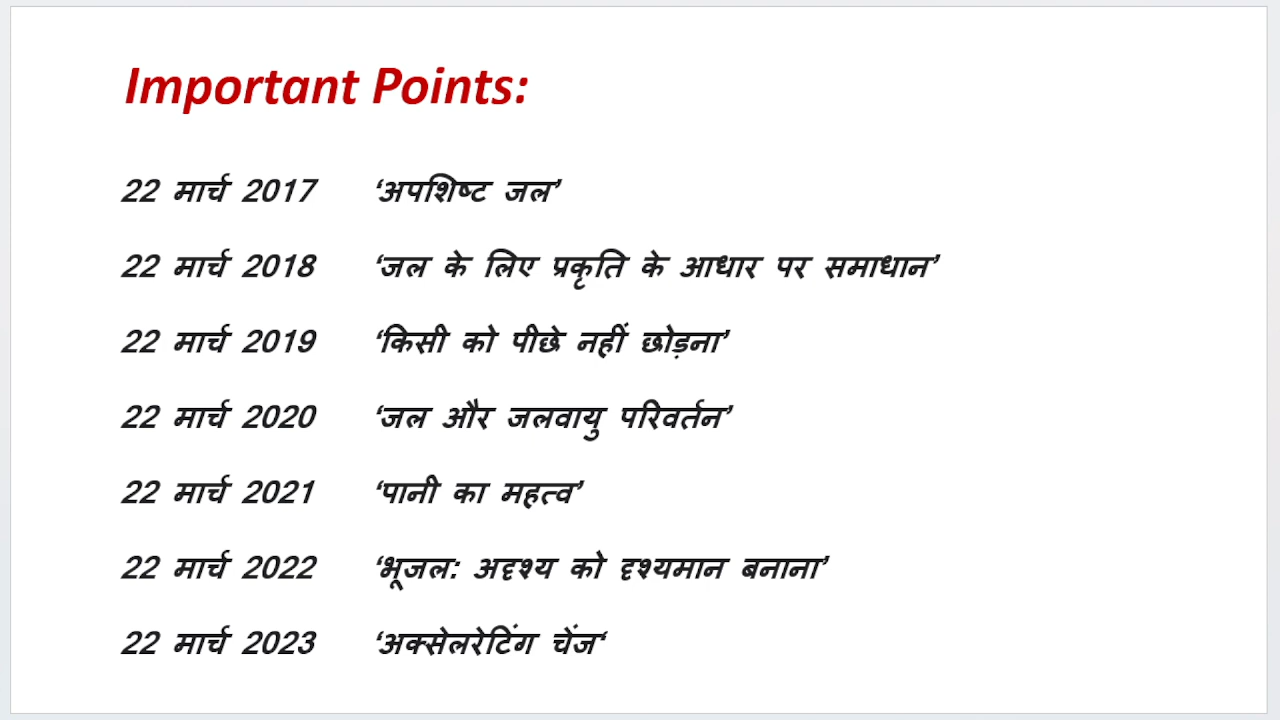 Important Points:
22 मार्च 2017 ‘अपशिष्ट जल’
22 मार्च 2018 ‘जल के लिए प्रकृति के आधार पर समाधान’
22 मार्च 2019 ‘किसी को पीछे नहीं छोड़ना’
22 मार्च 2020 ‘जल और जलवायु परिवर्तन’
22 मार्च 2021 ‘पानी का महत्व’
22 मार्च 2022 ‘भूजल: अदृश्य को दृश्यमान बनाना’
22 मार्च 2023 ‘अक्सेलरेटिंग चेंज‘